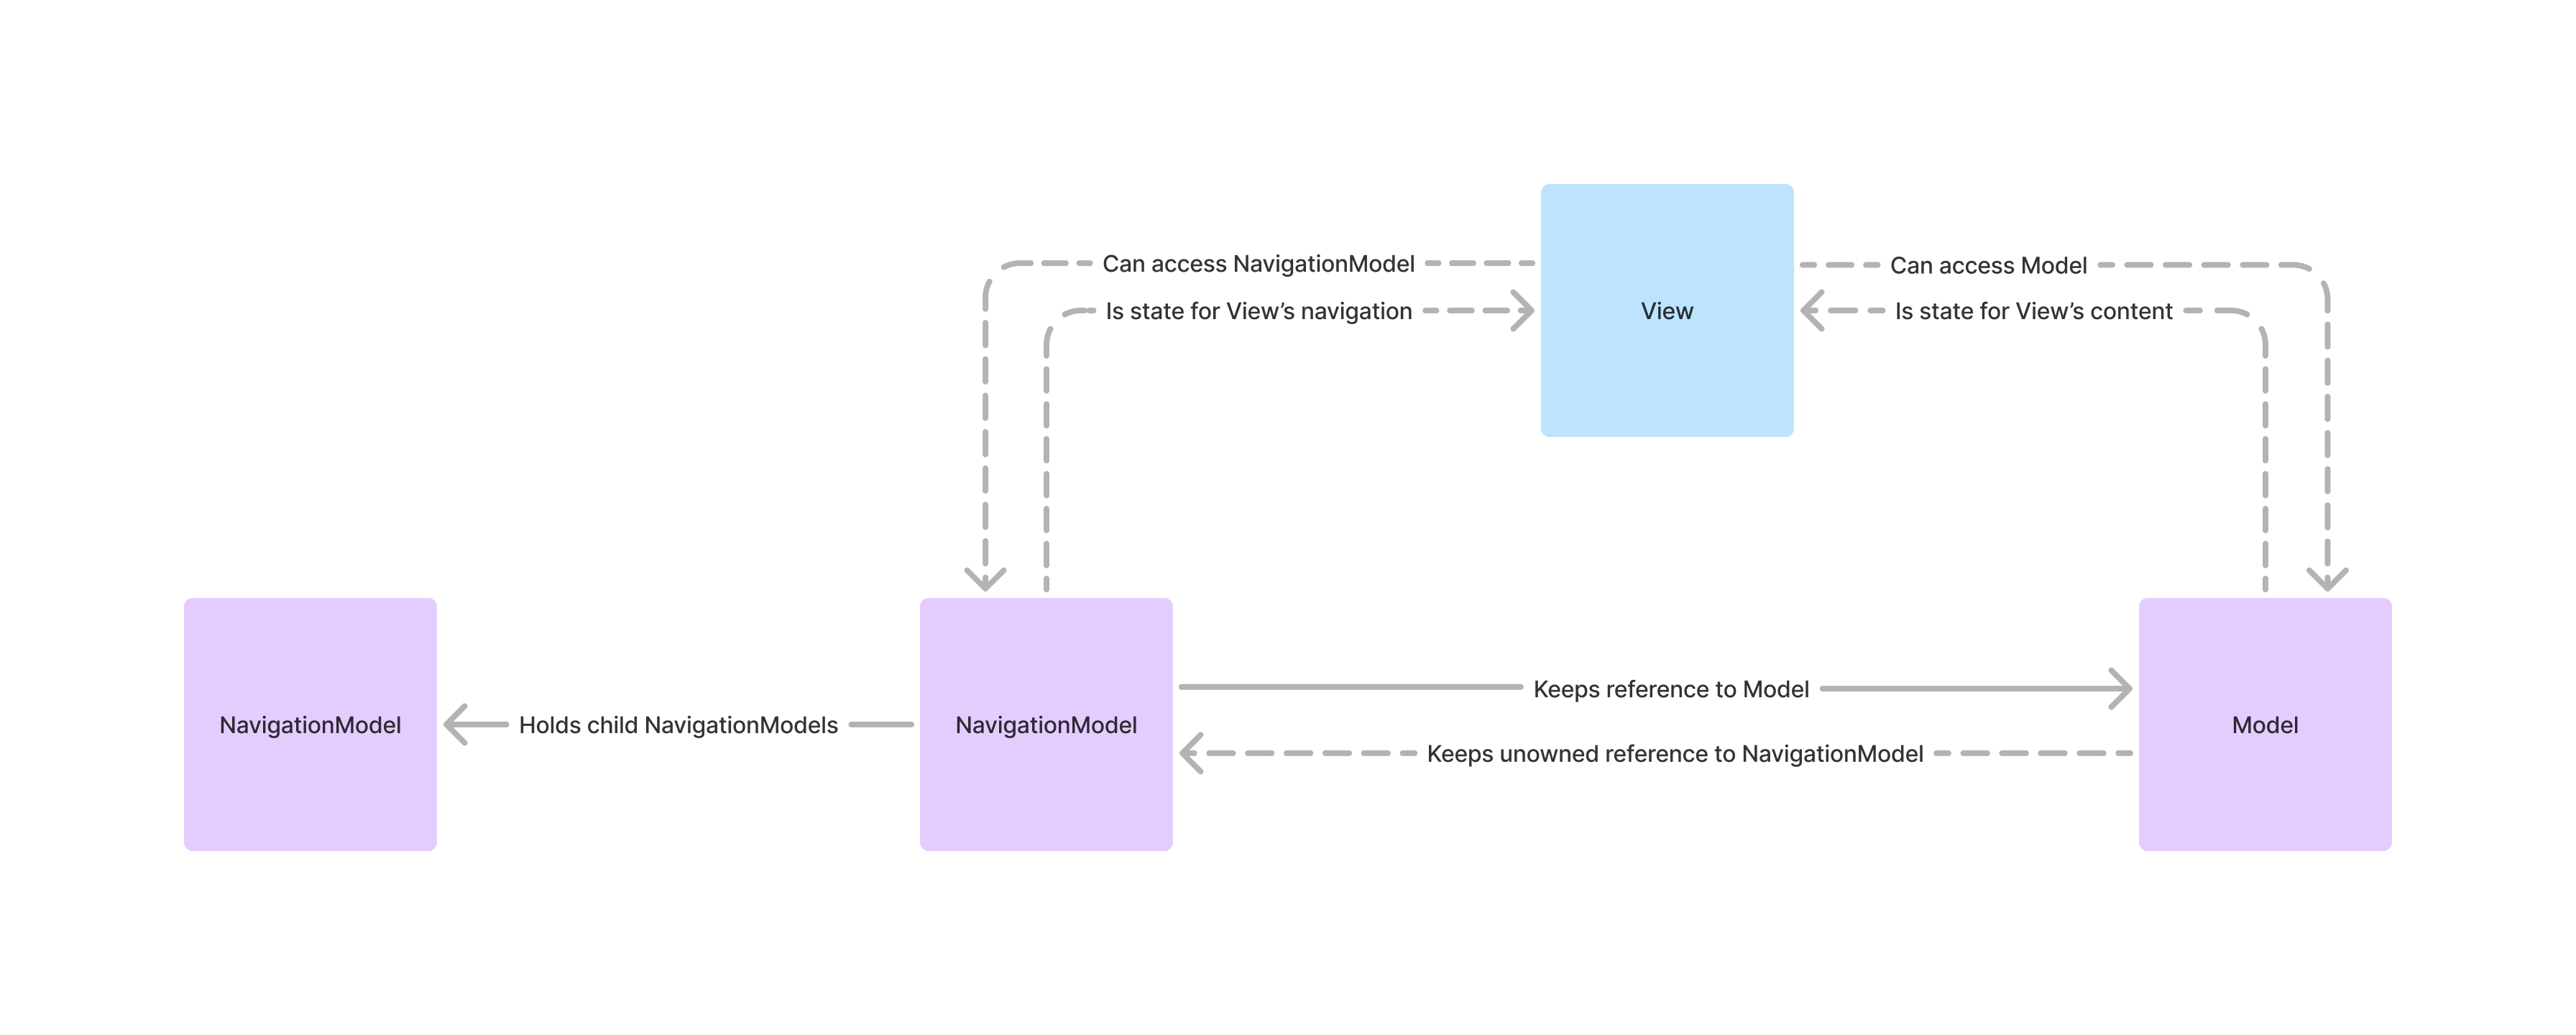 Can access NavigationModel
Can access Model
Is state for View’s navigation
View
Is state for View’s content
Keeps reference to Model
NavigationModel
Holds child NavigationModels
NavigationModel
Model
Keeps unowned reference to NavigationModel